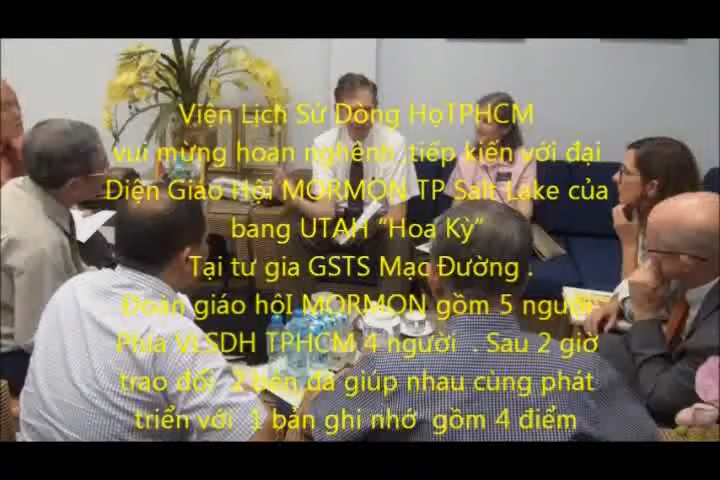 Viện Lịch Sử Dòng HọTPHCM
vui mừng hoan nghênh ,tiếp kiến với đại
Diện Giáo Hội MORMON TP Salt Lake của
bang UTAH “Hoa Kỳ”
Tại tư gia GSTS Mạc Đường .
Đoàn giáo hộI MORMON gồm 5 người
Phía VLSDH TPHCM 4 người . Sau 2 giờ
trao đổi 2 bên đã giúp nhau cùng phát
triển với 1 bản ghi nhớ gồm 4 điểm